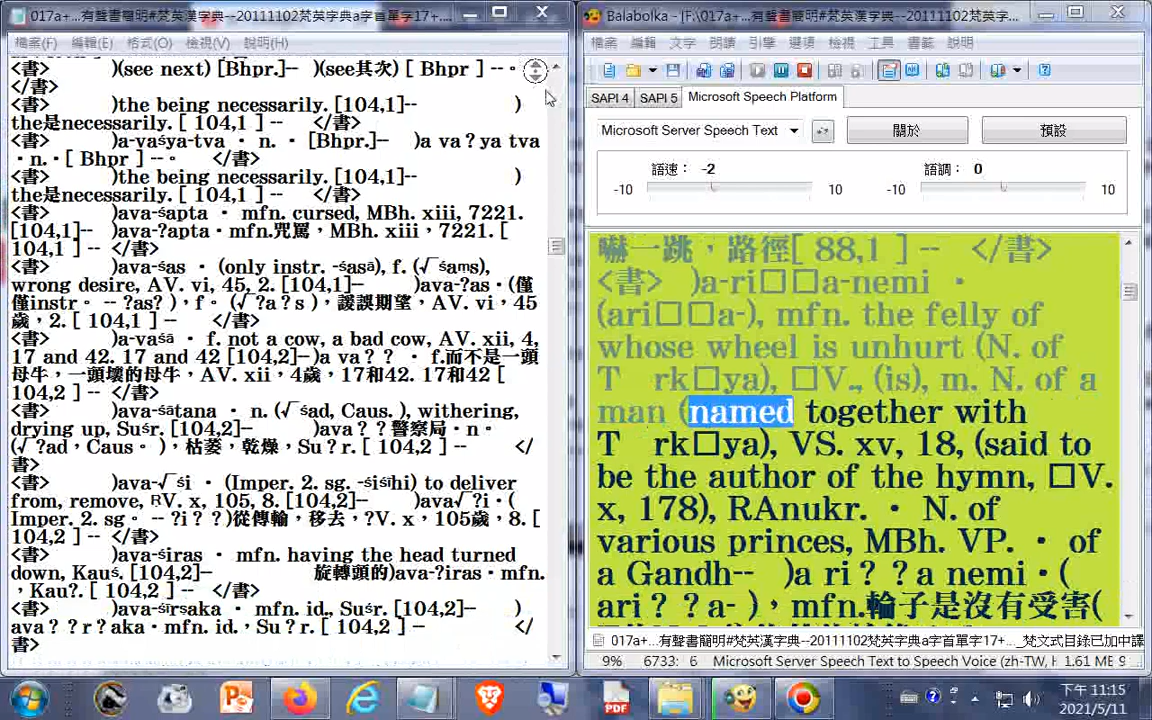 017a+...有聲書簡明#梵英漢字典--20111102梵英字典a字首單字17+...
檔案(F) 編輯(E) 格式(O) 檢視(V) 說明(H)
<書> )(see next) [Bhpr.]-- )(see其次) [ Bhpr ] --。
</書>
<書> )the being necessarily. [104,1]-- )
the是necessarily. [ 104,1 ] -- </書>
<書> )a-vaśya-tva · n. · [Bhpr.]-- )a va?ya tva
· n. · [ Bhpr ] --。 </書>
<書> )the being necessarily. [104,1]-- )
the是necessarily. [ 104,1 ] -- </書>
<書> )ava-śapta · mfn. cursed, MBh. xiii, 7221.
[104,1]-- )ava-?apta·mfn.咒罵，MBh. xiii，7221. [
104,1 ] -- </書>
<書> )ava-śas · (only instr. -śasā), f. (√śaṃs),
wrong desire, AV. vi, 45, 2. [104,1]-- )ava-?as·(僅
僅instr。-- ?as? )，f。(√?a?s )，謬誤期望，AV. vi，45
歲，2. [ 104,1 ] -- </書>
<書> )a-vaśā · f. not a cow, a bad cow, AV. xii, 4,
17 and 42. 17 and 42 [104,2]-- )a va? ? · f.而不是一頭
母牛，一頭壞的母牛，AV. xii，4歲，17和42. 17和42 [
104,2 ] -- </書>
<書> )ava-śātana · n. (√śad, Caus. ), withering,
drying up, Suśr. [104,2]-- )ava? ?警察局·n。
(√?ad，Caus。)，枯萎，乾燥，Su?r. [ 104,2 ] -- </
書>
<書> )ava-√śi · (Imper. 2. sg. -śiśīhi) to deliver
from, remove, RV. x, 105, 8. [104,2]-- )ava√?i·(
Imper. 2. sg。-- ?i? ? )從傳輸，移去，?V. x，105歲，8. [
104,2 ] -- </書>
<書> )ava-śiras · mfn. having the head turned
down, Kauś. [104,2]-- 旋轉頭的)ava-?iras·mfn.
，Kau?. [ 104,2 ] -- </書>
<書> )ava-śīrṣaka · mfn. id., Suśr. [104,2]-- )
ava? ?r?aka·mfn. id.，Su?r. [ 104,2 ] -- </
書>
Balabolka - [F:\017a+...有聲書簡明#梵英漢字典--20111102梵英字...
檔案 編輯 文字 朗讀 引擎 選項 檢視 工具 書籤 說明
SAPI 4 SAPI 5 Microsoft Speech Platform
Microsoft Server Speech Text 關於 預設
語速： -2 語調： 0
-10 10 -10 10
嚇一跳，路徑[ 88,1 ] -- </書>
<書> )a-ri□□a-nemi ·
(ari□□a-), mfn. the felly of
whose wheel is unhurt (N. of
T rk□ya), □V., (is), m. N. of a
man (named together with
T rk□ya), VS. xv, 18, (said to
be the author of the hymn, □V.
x, 178), RAnukr. · N. of
various princes, MBh. VP. · of
a Gandh-- )a ri? ?a nemi·(
ari? ?a- )，mfn.輪子是沒有受害(
017a+...有聲書簡明#梵英漢字典--20111102梵英字典a字首單字17+..._梵文式目錄已加中譯
9% 6733: 6 Microsoft Server Speech Text to Speech Voice (zh-TW, H 1.61 MB 9
下午 11:15
2021/5/11